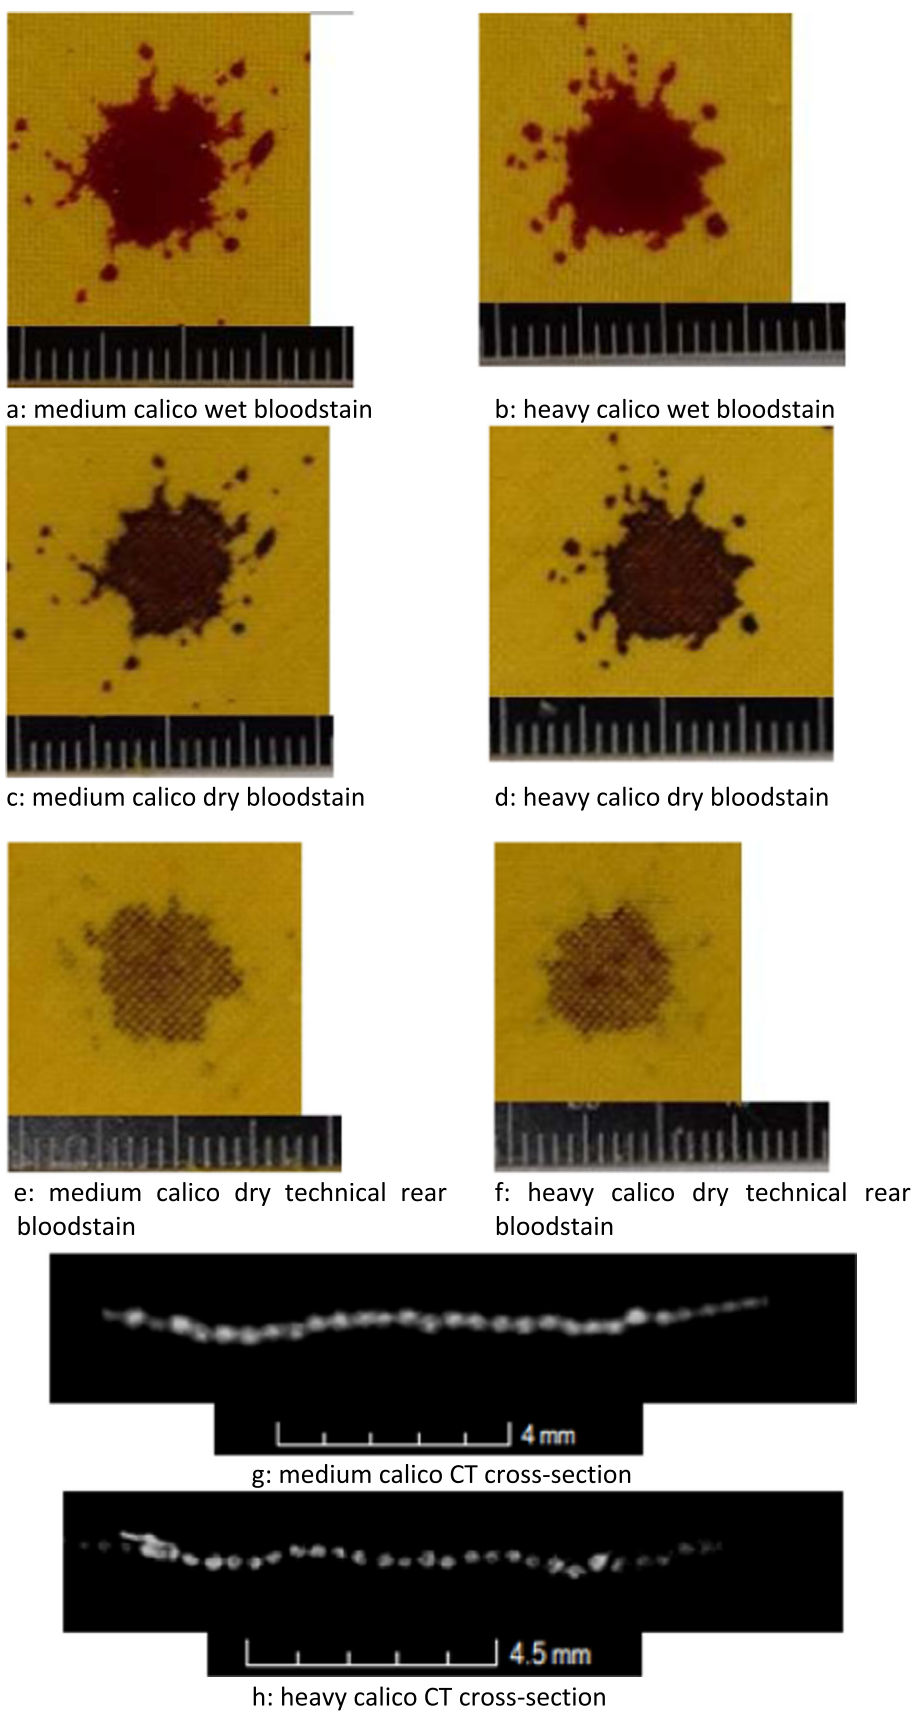 a: medium calico wet bloodstain
b: heavy calico wet bloodstain
c: medium calico dry bloodstain
d: heavy calico dry bloodstain
e: medium calico dry technical rear
bloodstain
f: heavy calico dry technical rear
bloodstain
4 mm
g: medium calico CT cross-section
4.5 mm
h: heavy calico CT cross-section